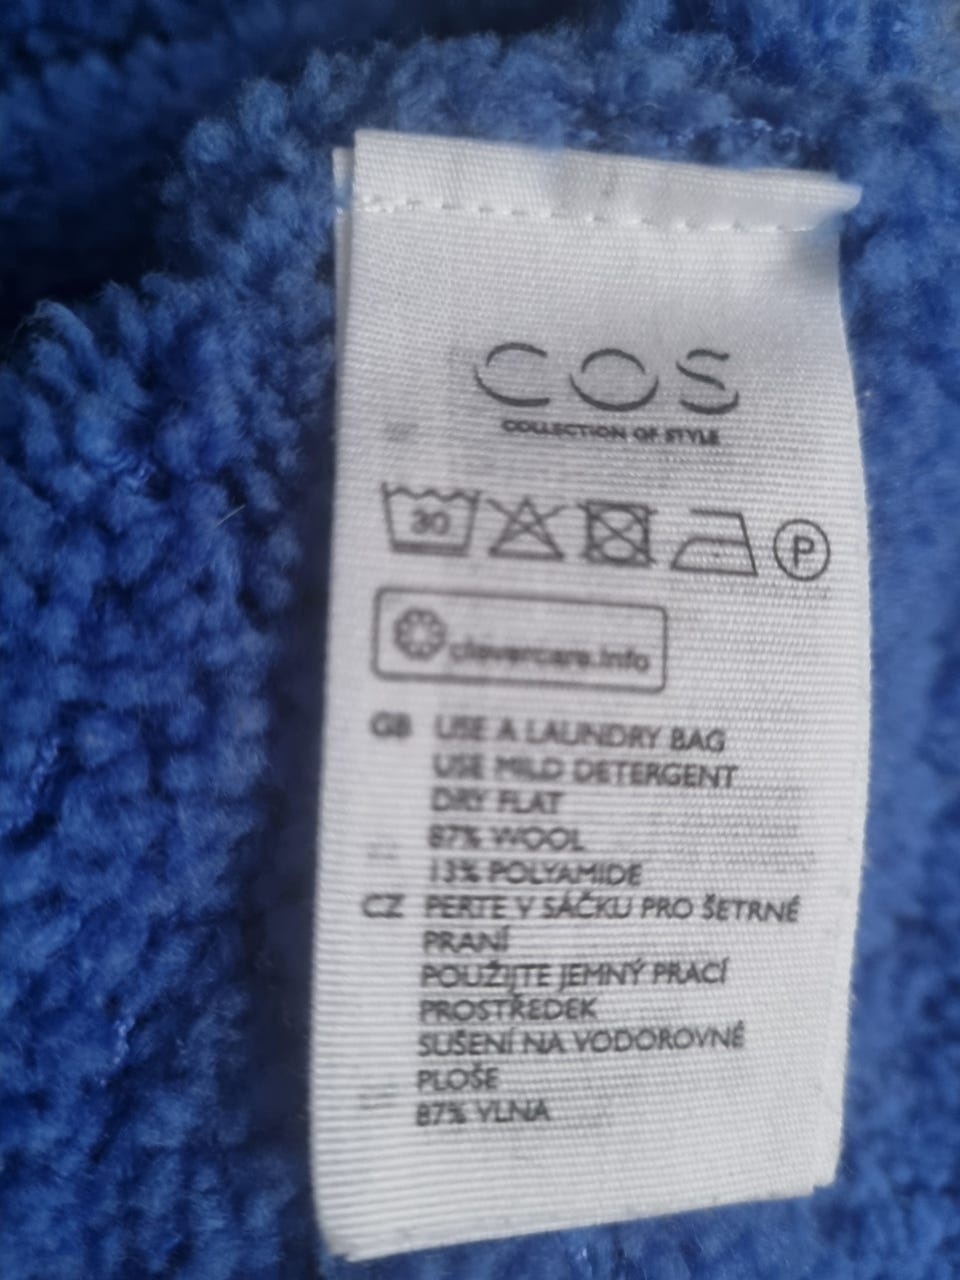 COS
COLLECTION OF STYLE
30
P
clevercare.info
GB USE A LAUNDRY BAG
USE MILD DETERGENT
DRY FLAT
87% WOOL
13% POLYAMIDE
CZ PERTE V SÁČKU PRO ŠETRNÉ
PRANÍ
POUŽIJTE JEMNÝ PRACÍ
PROSTŘEDEK
SUŠENÍ NA VODOROVNÉ
PLOŠE
87% VLNA